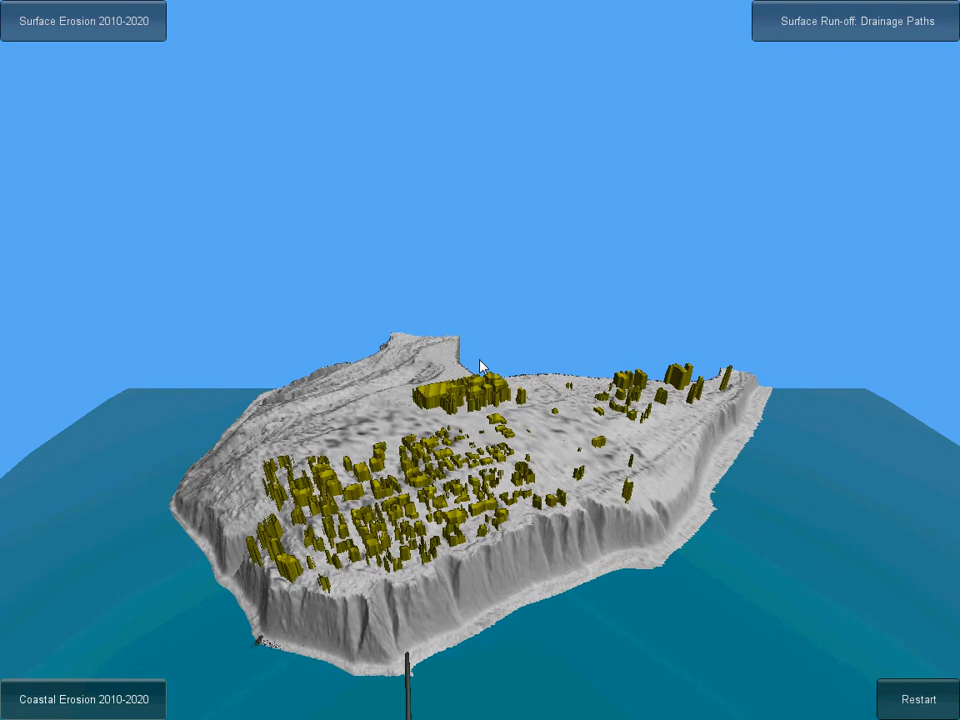 Surface Erosion 2010-2020
Surface Run-off: Drainage Paths
Coastal Erosion 2010-2020
Restart